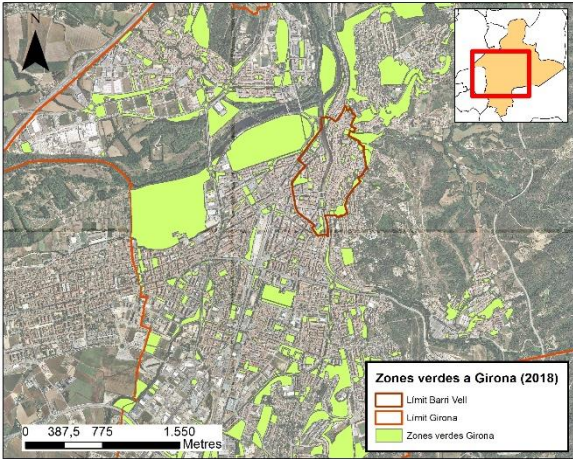 N
Zones verdes a Girona (2018)
Límit Barri Vell
Límit Girona
Zones verdes Girona
0 387,5 775 1.550
Metres